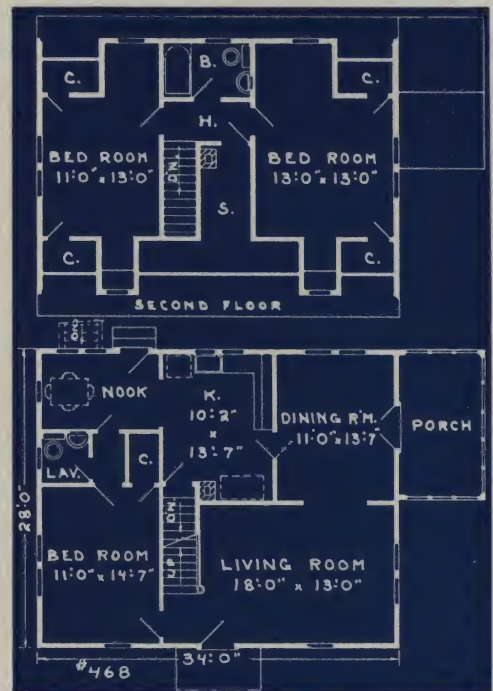 C.
B.
C.
H.
BED ROOM
11'-0" x 13'-0"
DN.
BED ROOM
13'-0" x 13'-0"
S.
C.
C.
SECOND FLOOR
DN
NOOK
K.
10'-2"
x
13'-7"
DINING R'M.
11'-0" x 13'-7"
PORCH
LAV.
C.
28'-0"
DN.
UP
BED ROOM
11'-0" x 14'-7"
LIVING ROOM
18'-0" x 13'-0"
34'-0"
#468